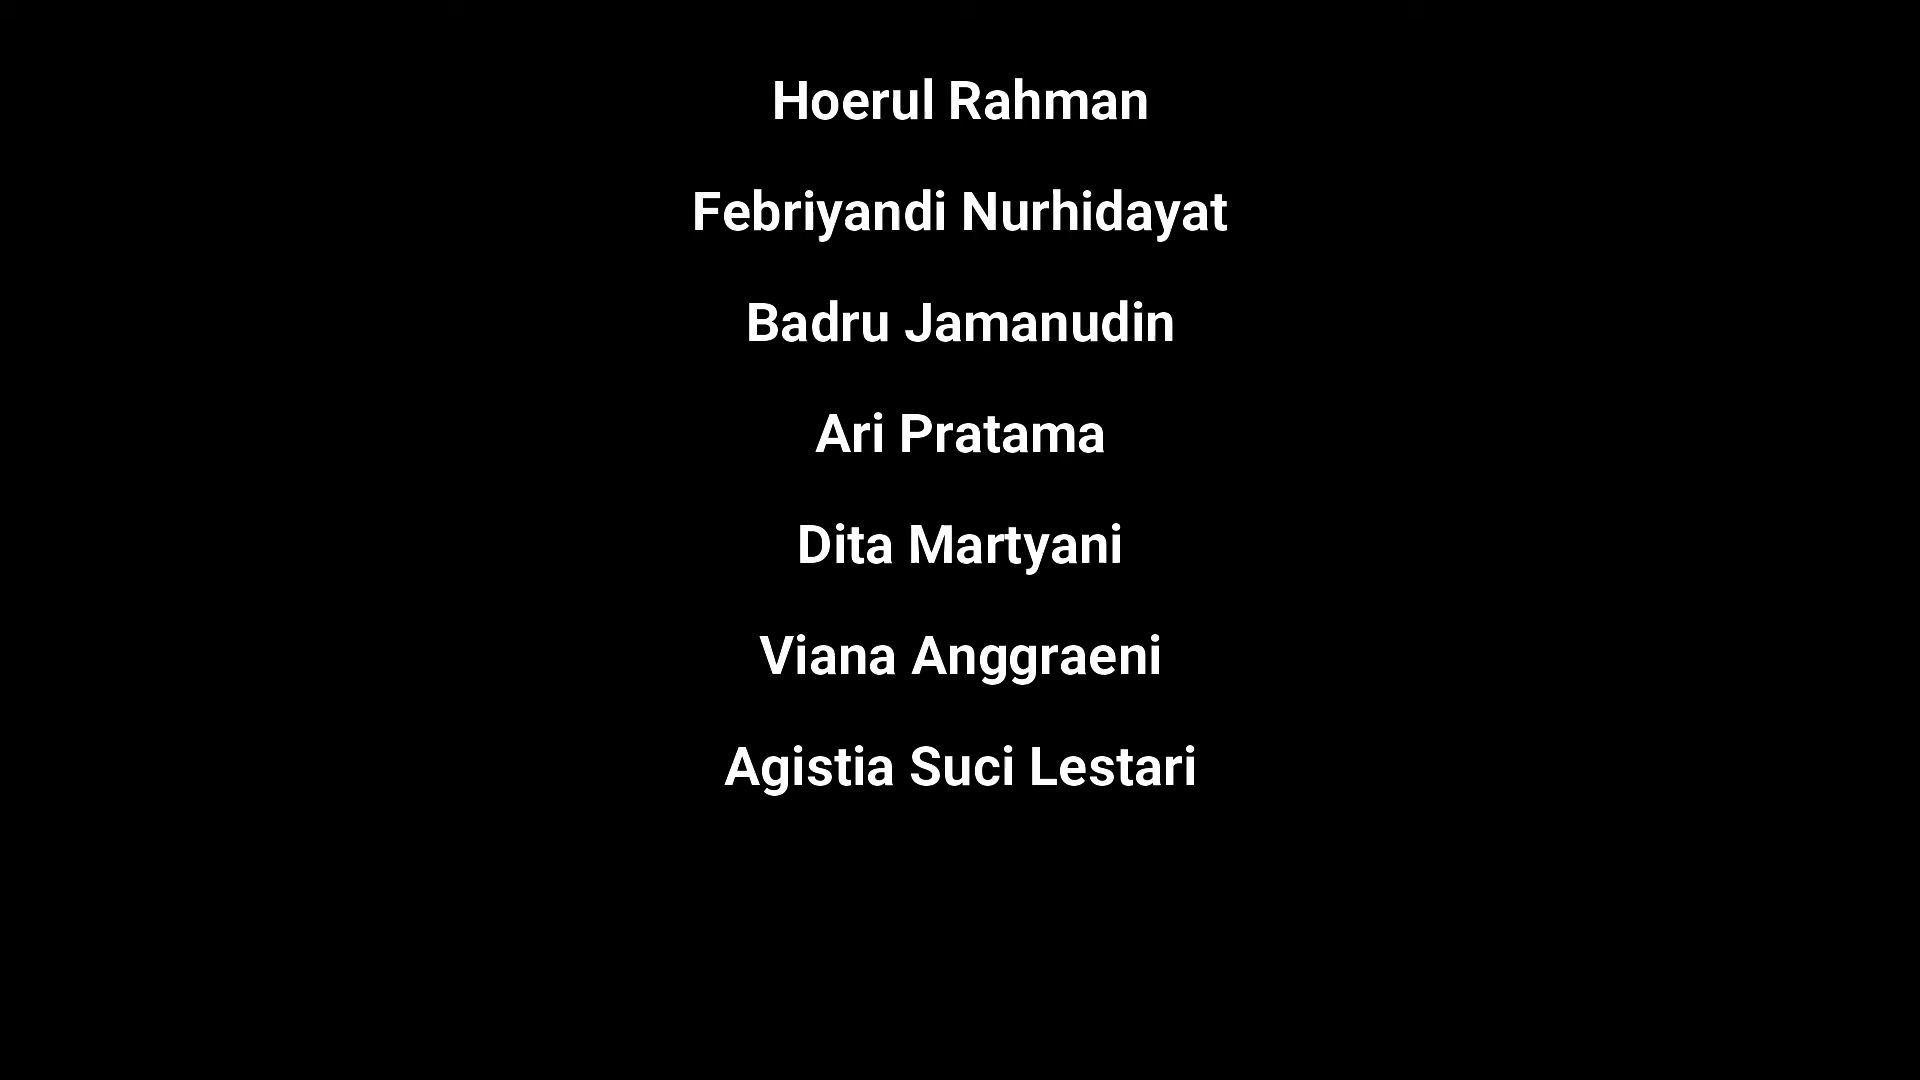 Hoerul Rahman
Febriyandi Nurhidayat
Badru Jamanudin
Ari Pratama
Dita Martyani
Viana Anggraeni
Agistia Suci Lestari